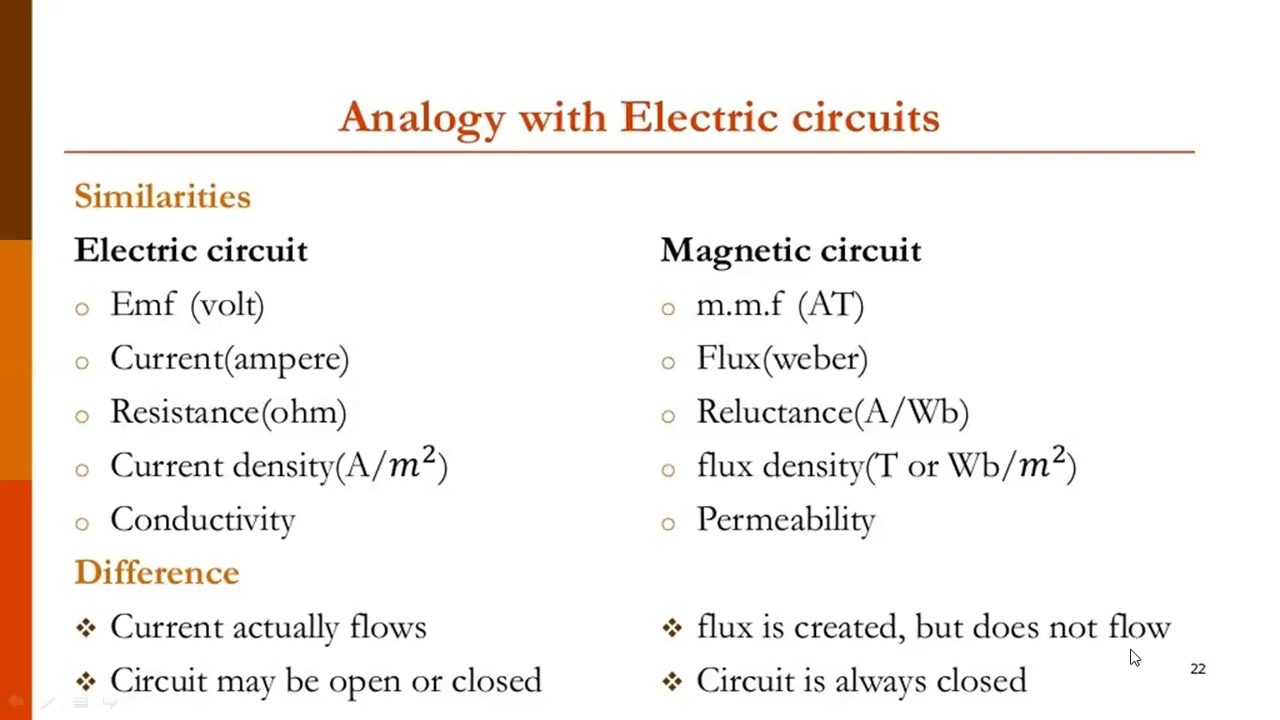 Analogy with Electric circuits
Similarities
Electric circuit
Magnetic circuit
Emf (volt)
m.m.f (AT)
Current(ampere)
Flux(weber)
Resistance(ohm)
Reluctance(A/Wb)
Current density(A/m²)
flux density(T or Wb/m²)
Conductivity
Permeability
Difference
Current actually flows
flux is created, but does not flow
Circuit may be open or closed
Circuit is always closed
22